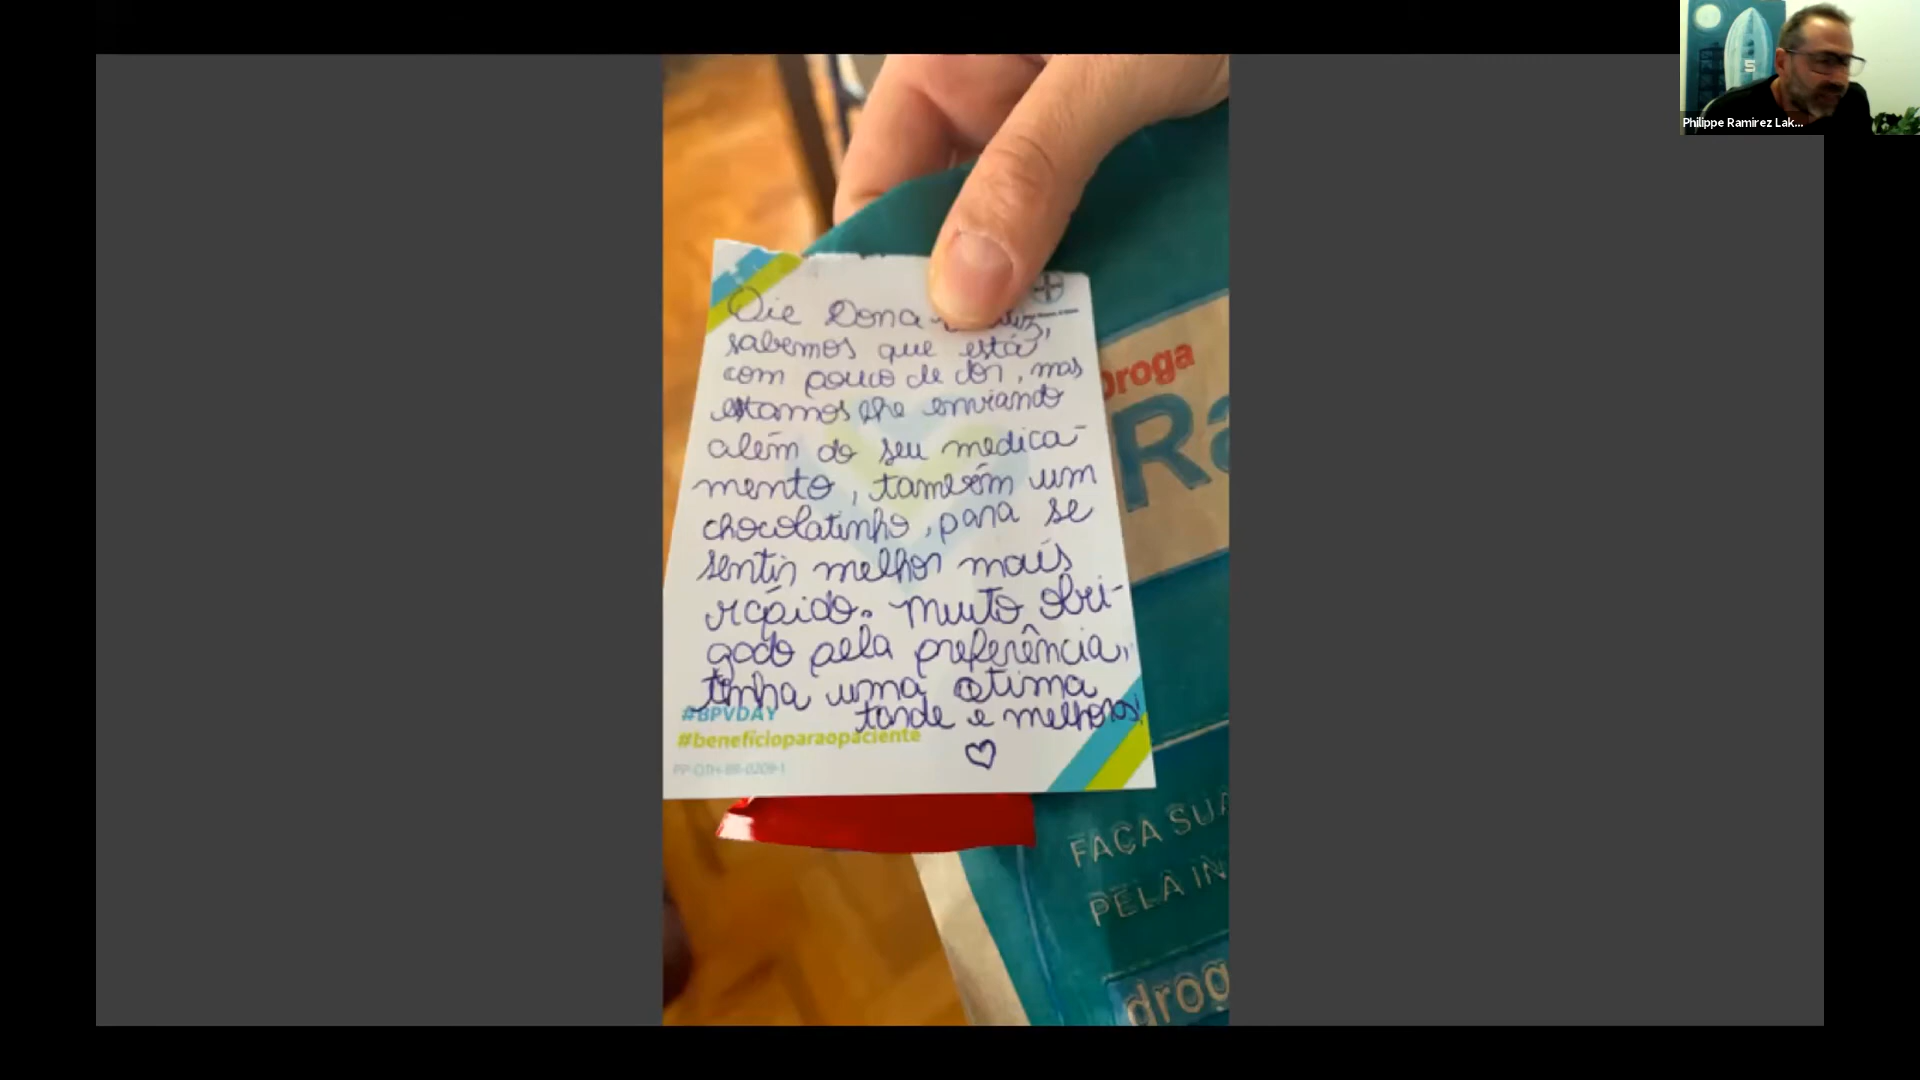 Philippe Ramirez Lak...
Oie Dona
sabemos que está
com pouco de dor, mas
estamos lhe enviando
além do seu medica-
mento, também um
chocolatinho, para se
sentir melhor mais
rápido. Muito obri-
gado pela preferência,
tenha uma otima
tarde e melhoras!
#BPVDAY
#benefícioparaopaciente
Droga
Ra
FAÇA SUA
PELA IN
drog